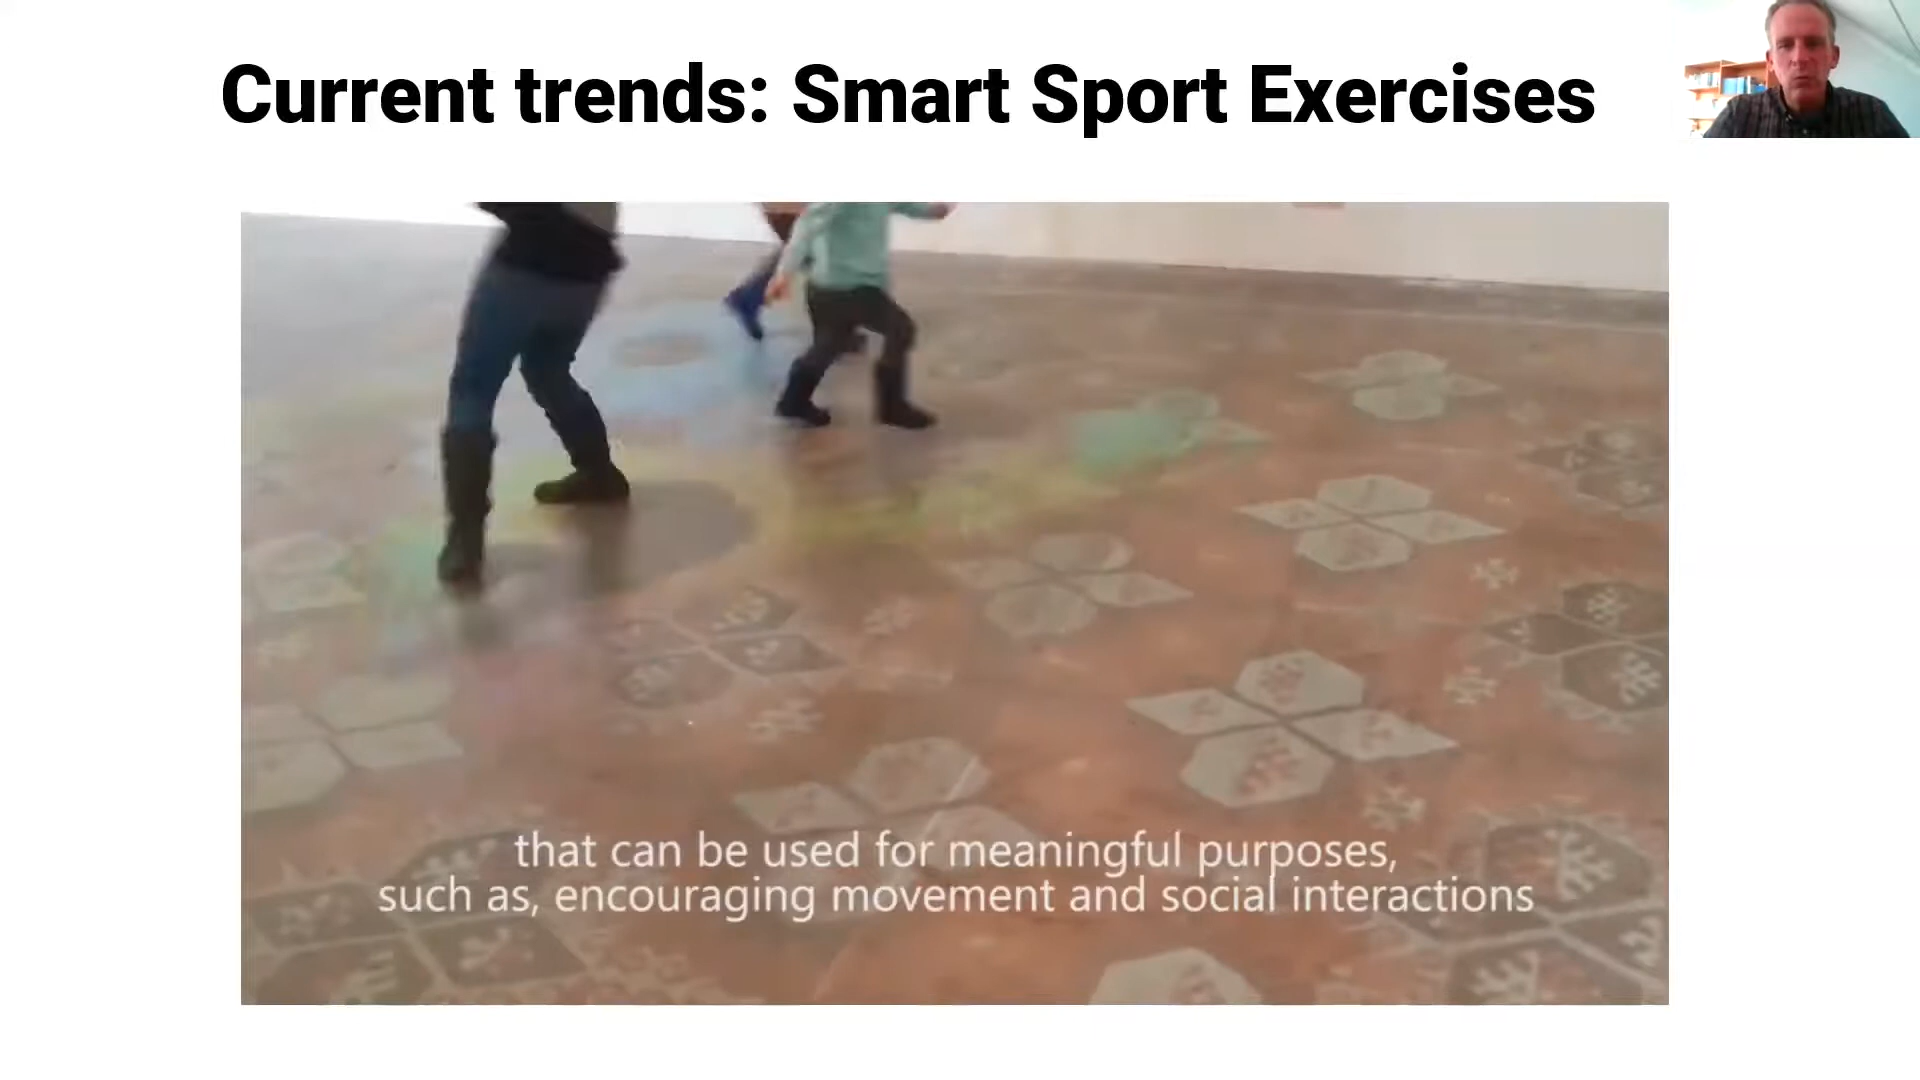 Current trends: Smart Sport Exercises
that can be used for meaningful purposes,
such as, encouraging movement and social interactions